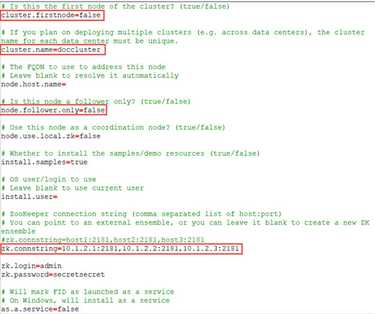 # Is this the first node of the cluster? (true/false)
cluster.firstnode=false
# If you plan on deploying multiple clusters (e.g. across data centers), the cluster
name for each data center must be unique.
cluster.name=doccluster
# The FQDN to use to address this node
# Leave blank to resolve it automatically
node.host.name=
# Is this node a follower only? (true/false)
node.follower.only=false
# Use this node as a coordination node? (true/false)
node.use.local.zk=false
# Whether to install the samples/demo resources (true/false)
install.samples=true
# OS user/login to use
# Leave blank to use current user
install.user=
# ZooKeeper connection string (comma separated list of host:port)
# You can point to an external ensemble, or you can leave it blank to create a new ZK
ensemble
#zk.connstring=host1:2181,host2:2181,host3:2181
zk.connstring=10.1.2.1:2181,10.1.2.2:2181,10.1.2.3:2181
zk.login=admin
zk.password=secretsecret
# Will mark FID as launched as a service
# On Windows, will install as a service
as.a.service=false